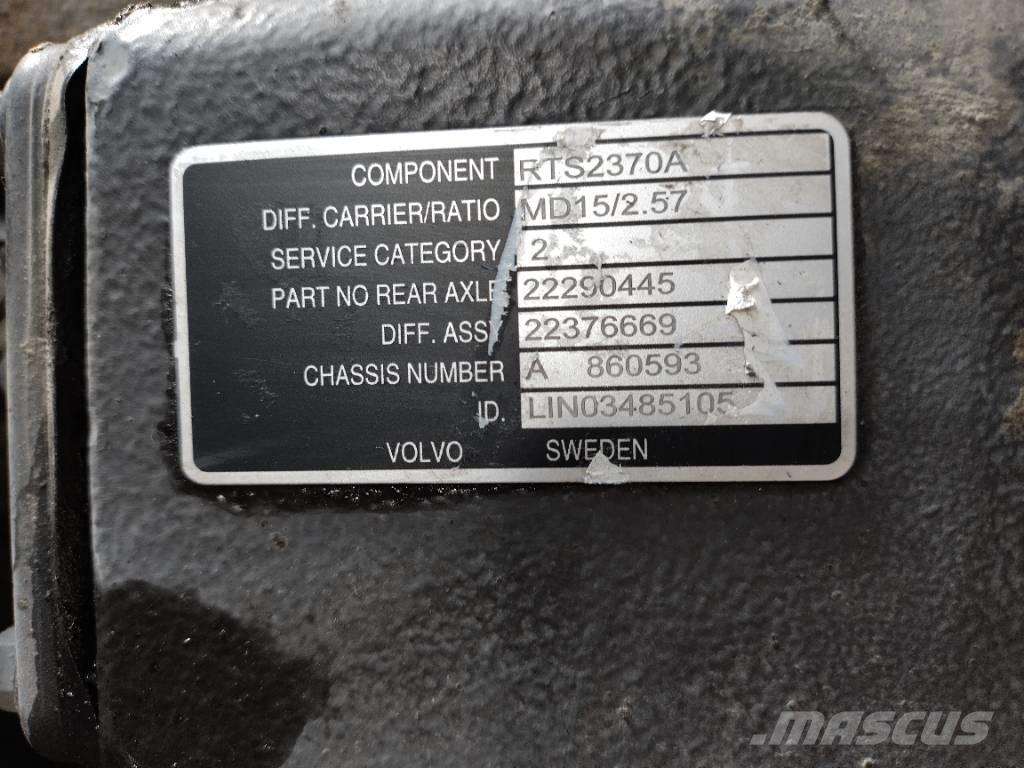 COMPONENT RTS2370A
DIFF. CARRIER/RATIO MD15/2.57
SERVICE CATEGORY 2
PART NO REAR AXLE 22290445
DIFF. ASSY 22376669
CHASSIS NUMBER A 860593
ID. LIN03485105
VOLVO SWEDEN
MASCUS